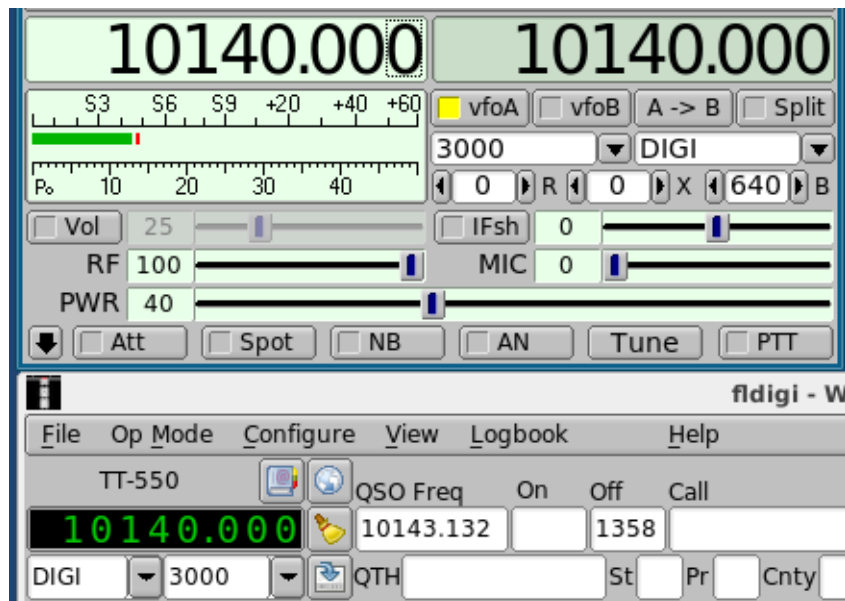 10140.000 10140.000
S3 S6 S9 +20 +40 +60 vfoA vfoB A -> B Split
3000 DIGI
Po 10 20 30 40 0 R 0 X 640 B
Vol 25 IFsh 0
RF 100 MIC 0
PWR 40
Att Spot NB AN Tune PTT
fldigi - W
File Op Mode Configure View Logbook Help
TT-550 QSO Freq On Off Call
10140.000 10143.132 1358
DIGI 3000 QTH St Pr Cnty